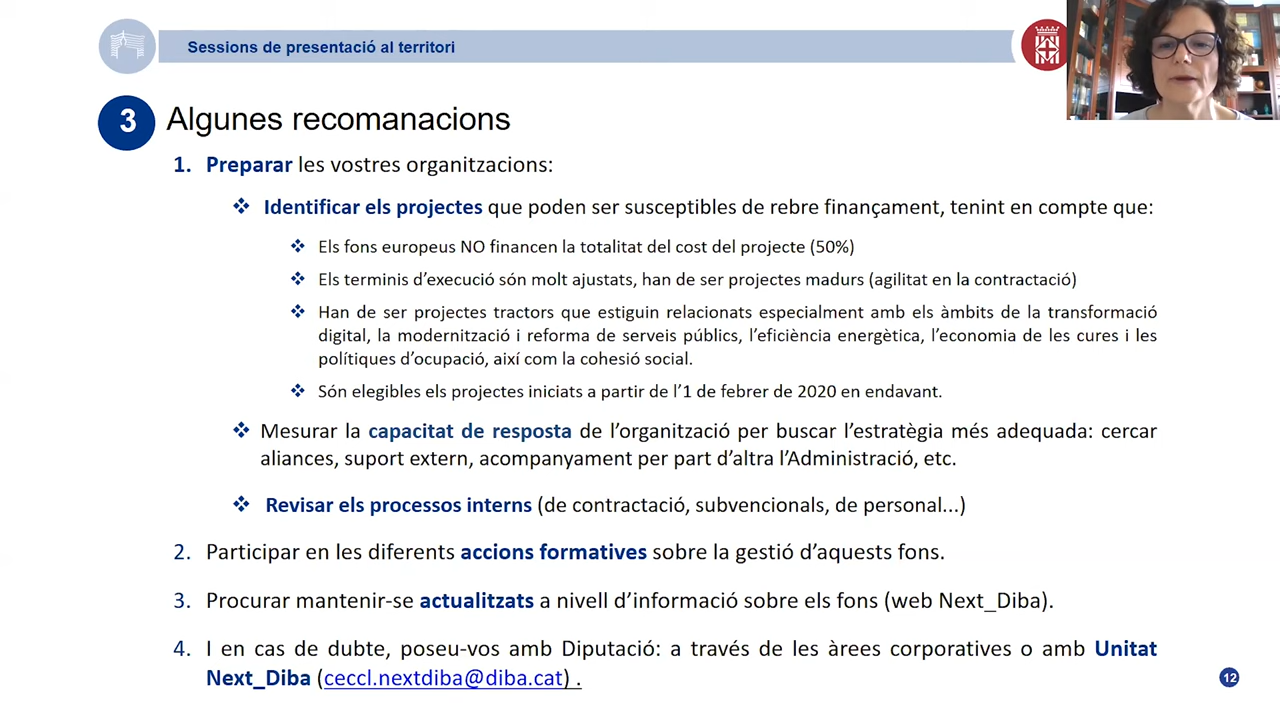 Sessions de presentació al territori
3 Algunes recomanacions
1. Preparar les vostres organitzacions:
❖ Identificar els projectes que poden ser susceptibles de rebre finançament, tenint en compte que:
❖ Els fons europeus NO financen la totalitat del cost del projecte (50%)
❖ Els terminis d’execució són molt ajustats, han de ser projectes madurs (agilitat en la contractació)
❖ Han de ser projectes tractors que estiguin relacionats especialment amb els àmbits de la transformació
digital, la modernització i reforma de serveis públics, l’eficiència energètica, l’economia de les cures i les
polítiques d’ocupació, així com la cohesió social.
❖ Són elegibles els projectes iniciats a partir de l’1 de febrer de 2020 en endavant.
❖ Mesurar la capacitat de resposta de l’organització per buscar l’estratègia més adequada: cercar
aliances, suport extern, acompanyament per part d’altra l’Administració, etc.
❖ Revisar els processos interns (de contractació, subvencionals, de personal...)
2. Participar en les diferents accions formatives sobre la gestió d’aquests fons.
3. Procurar mantenir-se actualitzats a nivell d’informació sobre els fons (web Next_Diba).
4. I en cas de dubte, poseu-vos amb Diputació: a través de les àrees corporatives o amb Unitat
Next_Diba (ceccl.nextdiba@diba.cat) .
12